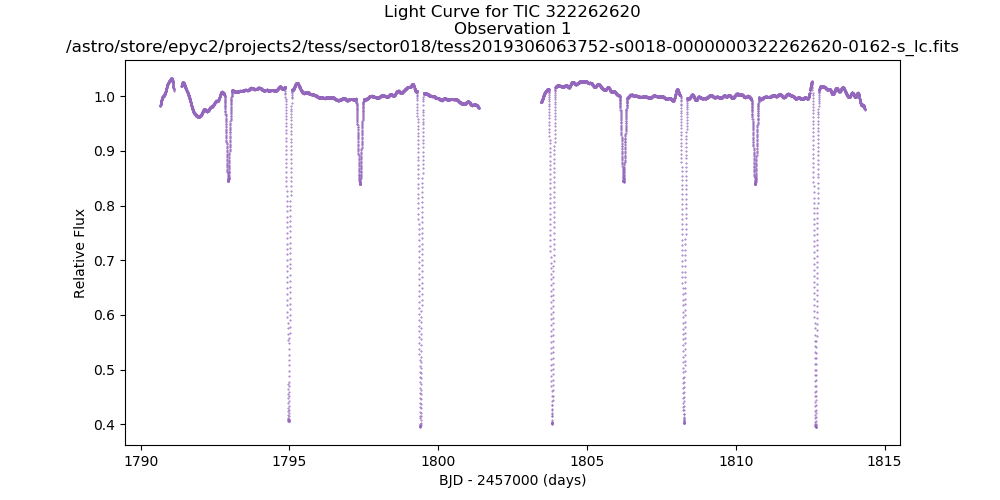 Light Curve for TIC 322262620
Observation 1
/astro/store/epyc2/projects2/tess/sector018/tess2019306063752-s0018-0000000322262620-0162-s_lc.fits
1.0
0.9
0.8
0.7
0.6
0.5
0.4
Relative Flux
1790 1795 1800 1805 1810 1815
BJD - 2457000 (days)